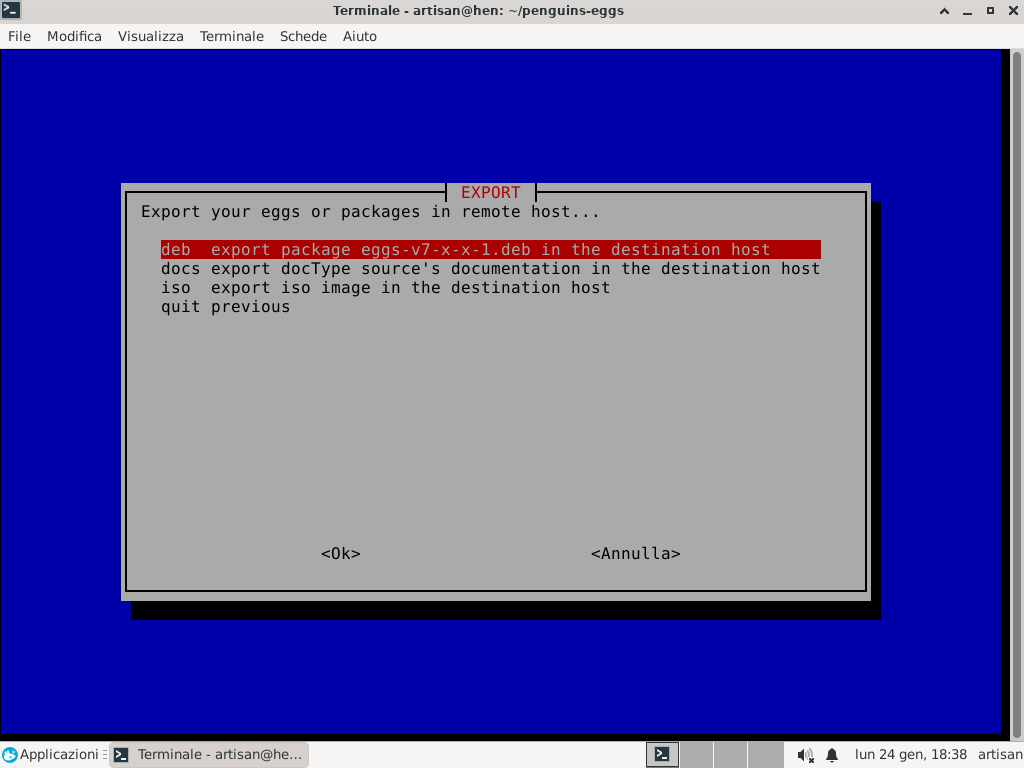 Terminale - artisan@hen: ~/penguins-eggs
File Modifica Visualizza Terminale Schede Aiuto
EXPORT
Export your eggs or packages in remote host...
deb export package eggs-v7-x-x-1.deb in the destination host
docs export docType source's documentation in the destination host
iso export iso image in the destination host
quit previous
<Ok> <Annulla>
Applicazioni Terminale - artisan@he... lun 24 gen, 18:38 artisan